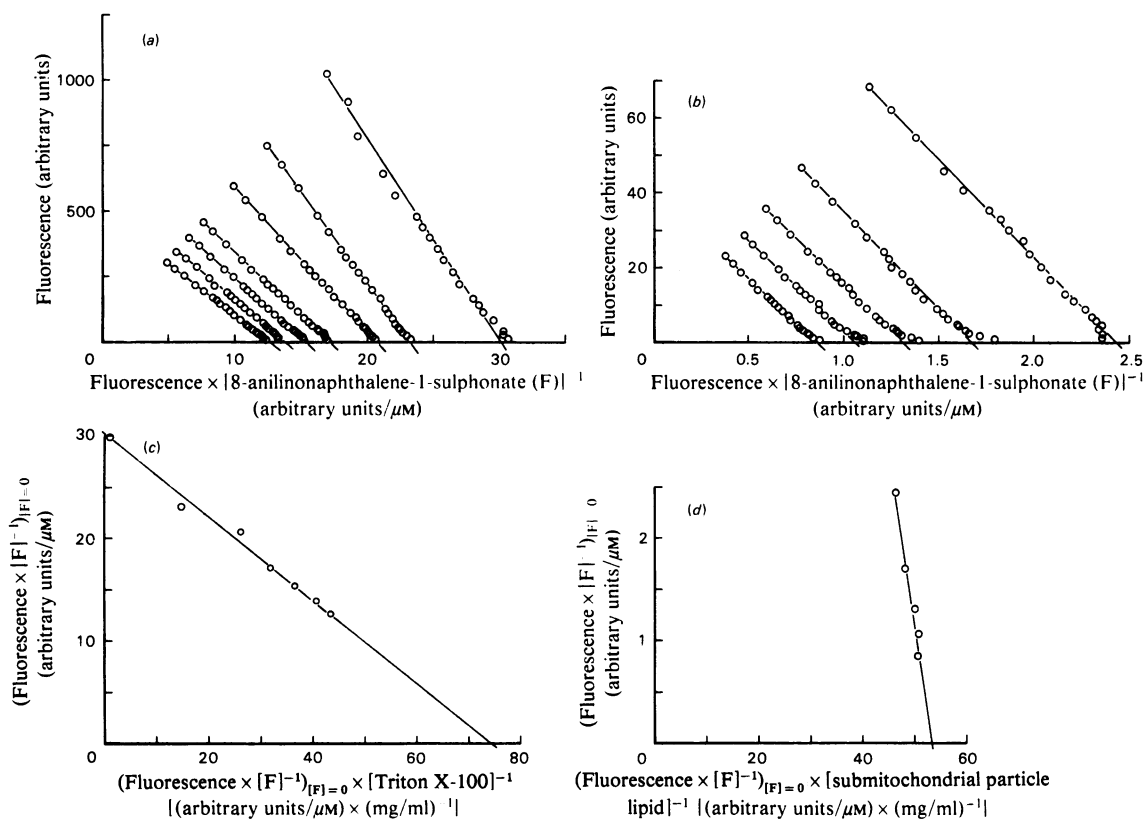 (a)
Fluorescence (arbitrary units)
1000
500
0
10
20
30
Fluorescence × |8-anilinonaphthalene-1-sulphonate (F)|⁻¹
(arbitrary units/μM)
(b)
Fluorescence (arbitrary units)
60
40
20
0
0.5
1.0
1.5
2.0
2.5
Fluorescence × |8-anilinonaphthalene-1-sulphonate (F)|⁻¹
(arbitrary units/μM)
(c)
(Fluorescence × |F|⁻¹)|F|=0
(arbitrary units/μM)
30
20
10
0
20
40
60
80
(Fluorescence × [F]⁻¹)[F]=0 × [Triton X-100]⁻¹
|(arbitrary units/μM) × (mg/ml)⁻¹|
(d)
(Fluorescence × |F|⁻¹)|F| 0
(arbitrary units/μM)
2
1
0
20
40
60
(Fluorescence × [F]⁻¹)[F]=0 × [submitochondrial particle
lipid]⁻¹ |(arbitrary units/μM) × (mg/ml)⁻¹|